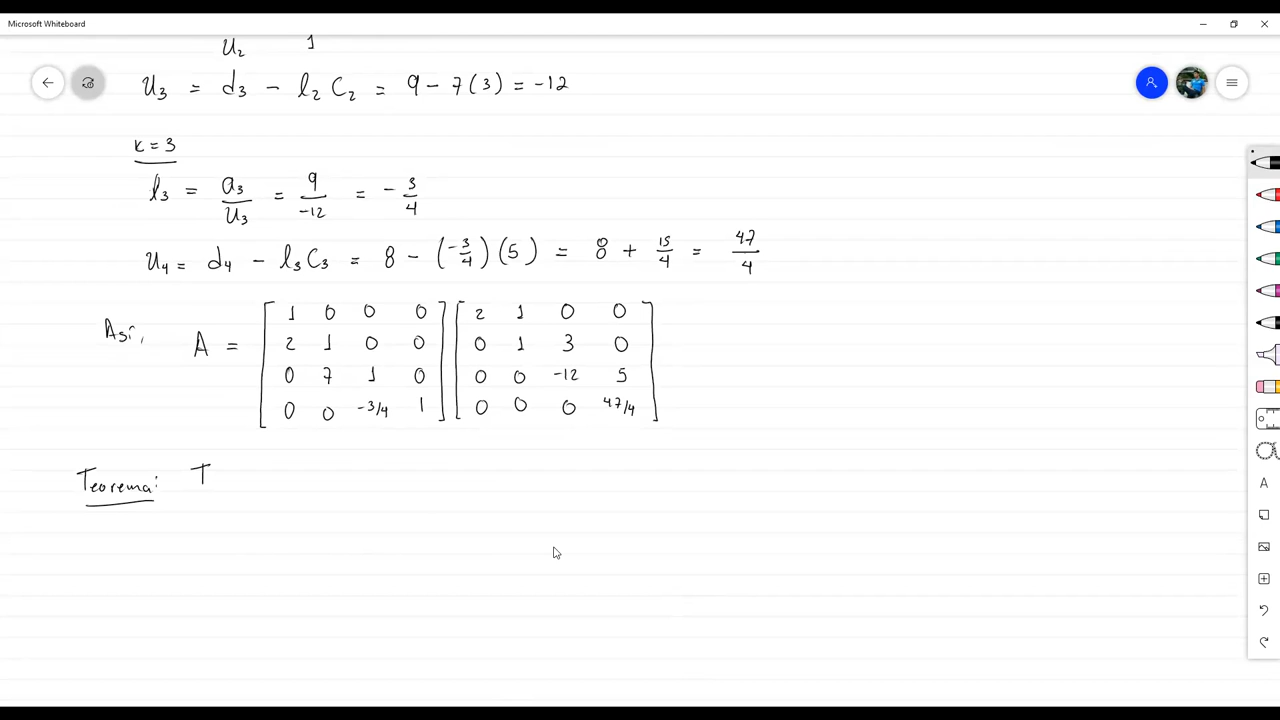 Microsoft Whiteboard
u₂ 1
u₃ = d₃ - l₂ c₂ = 9 - 7(3) = -12
k = 3
l₃ = a₃/u₃ = 9/-12 = -3/4
u₄ = d₄ - l₃c₃ = 8 - (-3/4)(5) = 8 + 15/4 = 47/4
Así, A = [1 0 0 0] [2 1 0 0]
2 1 0 0 0 1 3 0
0 7 1 0 0 0 -12 5
0 0 -3/4 1 0 0 0 47/4
Teorema: T
A